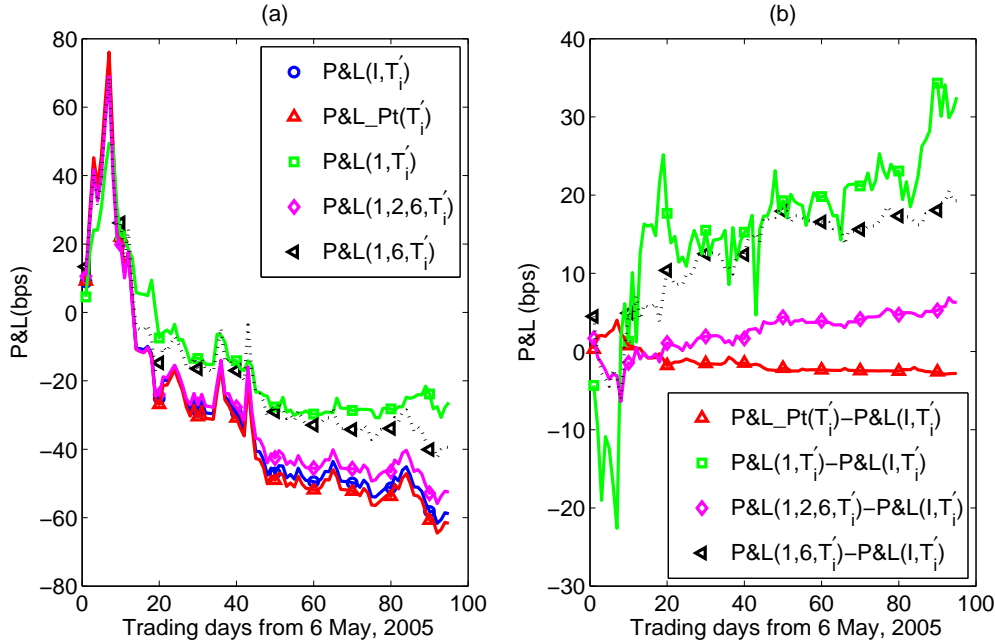 (a)
80
60
40
20
0
−20
−40
−60
−80
P&L(bps)
0 20 40 60 80 100
Trading days from 6 May, 2005
P&L(I,T′i)
P&L_Pt(T′i)
P&L(1,T′i)
P&L(1,2,6,T′i)
P&L(1,6,T′i)
(b)
40
30
20
10
0
−10
−20
−30
P&L (bps)
0 20 40 60 80 100
Trading days from 6 May, 2005
P&L_Pt(T′i)−P&L(I,T′i)
P&L(1,T′i)−P&L(I,T′i)
P&L(1,2,6,T′i)−P&L(I,T′i)
P&L(1,6,T′i)−P&L(I,T′i)